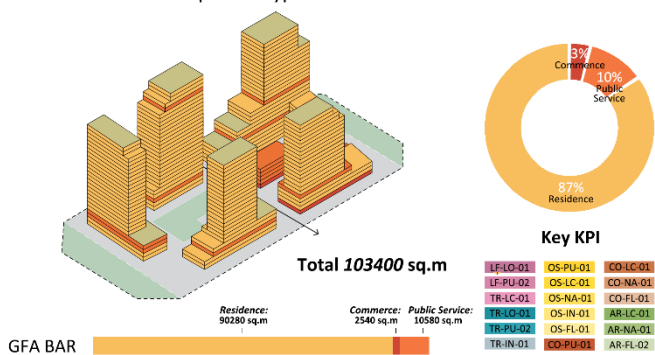 3%
Commerce
10%
Public
Service
87%
Residence
Key KPI
Total 103400 sq.m
LF-LO-01 OS-PU-01 CO-LC-01
LF-PU-02 OS-LC-01 CO-NA-01
TR-LC-01 OS-NA-01 CO-FL-01
TR-LO-01 OS-IN-01 AR-LC-01
TR-PU-02 OS-FL-01 AR-NA-01
TR-IN-01 CO-PU-01 AR-FL-02
Residence: Commerce: Public Service:
90280 sq.m 2540 sq.m 10580 sq.m
GFA BAR